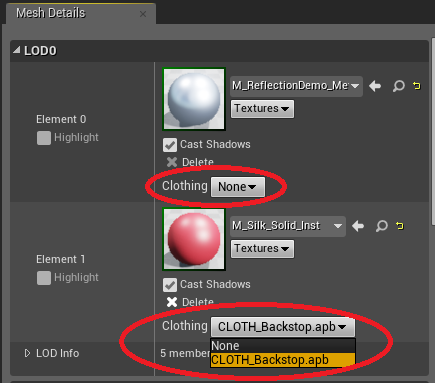 Mesh Details
LOD0
Element 0
Highlight
M_ReflectionDemo_Me
Textures
Cast Shadows
Delete
Clothing None
Element 1
Highlight
M_Silk_Solid_Inst
Textures
Cast Shadows
Delete
Clothing CLOTH_Backstop.apb
None
CLOTH_Backstop.apb
LOD Info
5 member